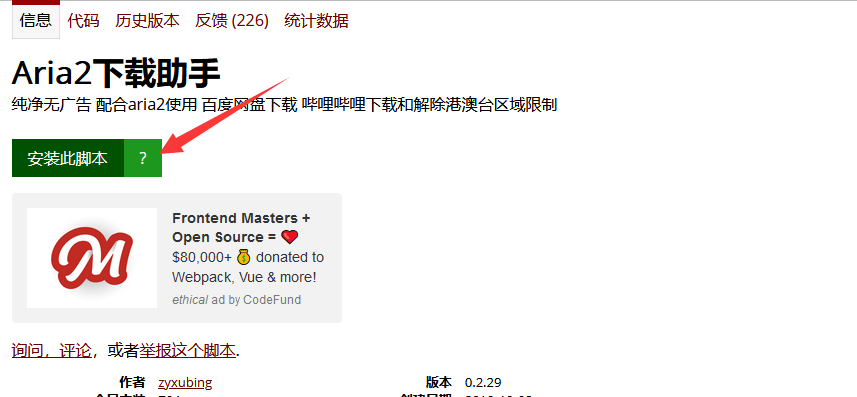 信息 代码 历史版本 反馈 (226) 统计数据
Aria2下载助手
纯净无广告 配合aria2使用 百度网盘下载 哔哩哔哩下载和解除港澳台区域限制
安装此脚本 ?
M
Frontend Masters +
Open Source = ❤
$80,000+ 💰 donated to
Webpack, Vue & more!
ethical ad by CodeFund
询问，评论，或者举报这个脚本.
作者 zyxubing 版本 0.2.29